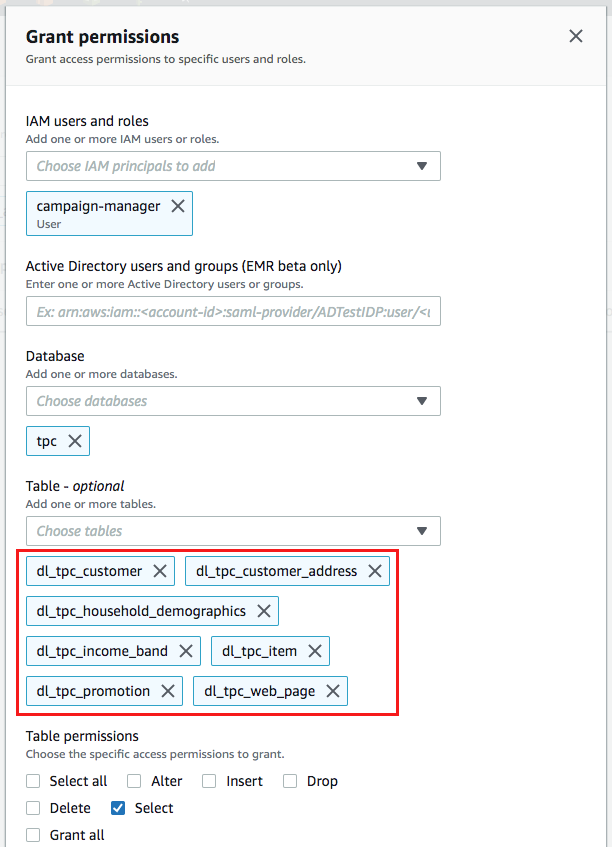 Grant permissions
Grant access permissions to specific users and roles.
IAM users and roles
Add one or more IAM users or roles.
Choose IAM principals to add
campaign-manager
User
Active Directory users and groups (EMR beta only)
Enter one or more Active Directory users or groups.
Ex: arn:aws:iam::<account-id>:saml-provider/ADTestIDP:user/<u
Database
Add one or more databases.
Choose databases
tpc
Table - optional
Add one or more tables.
Choose tables
dl_tpc_customer dl_tpc_customer_address
dl_tpc_household_demographics
dl_tpc_income_band dl_tpc_item
dl_tpc_promotion dl_tpc_web_page
Table permissions
Choose the specific access permissions to grant.
Select all Alter Insert Drop
Delete Select
Grant all